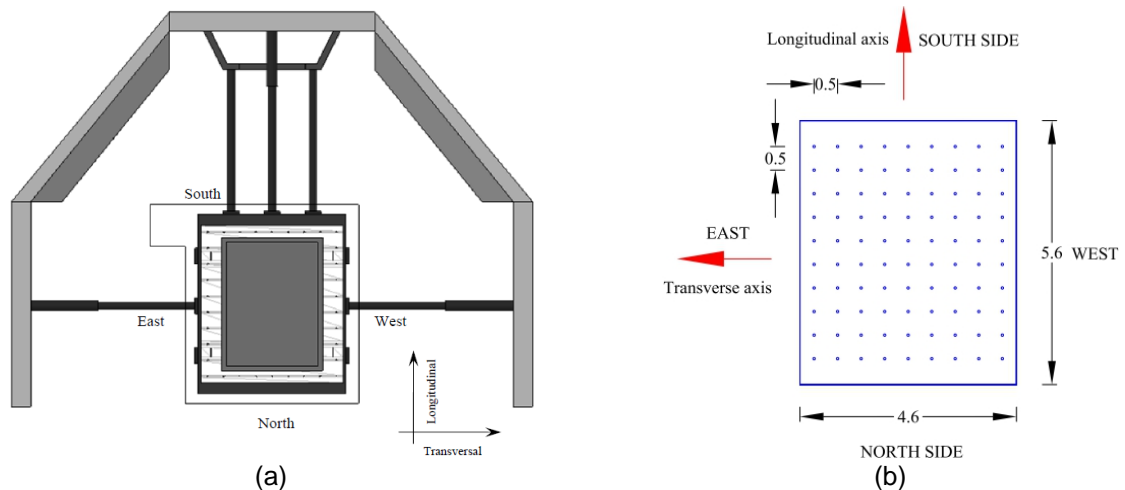 South
East
West
North
Longitudinal
Transversal
(a)
Longitudinal axis
SOUTH SIDE
0.5
0.5
EAST
Transverse axis
5.6
WEST
4.6
NORTH SIDE
(b)